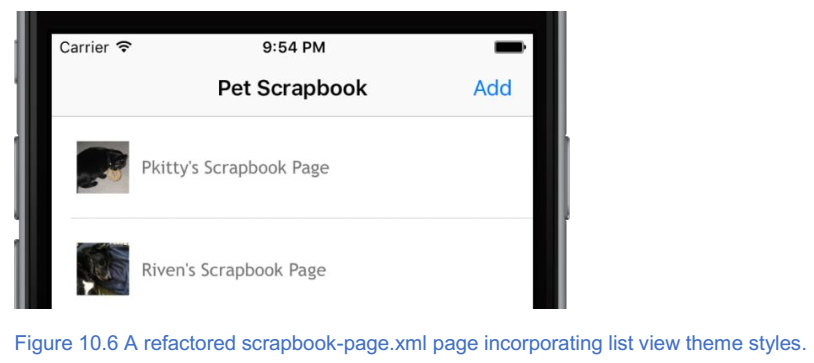 Carrier 9:54 PM
Pet Scrapbook Add
Pkitty's Scrapbook Page
Riven's Scrapbook Page
Figure 10.6 A refactored scrapbook-page.xml page incorporating list view theme styles.